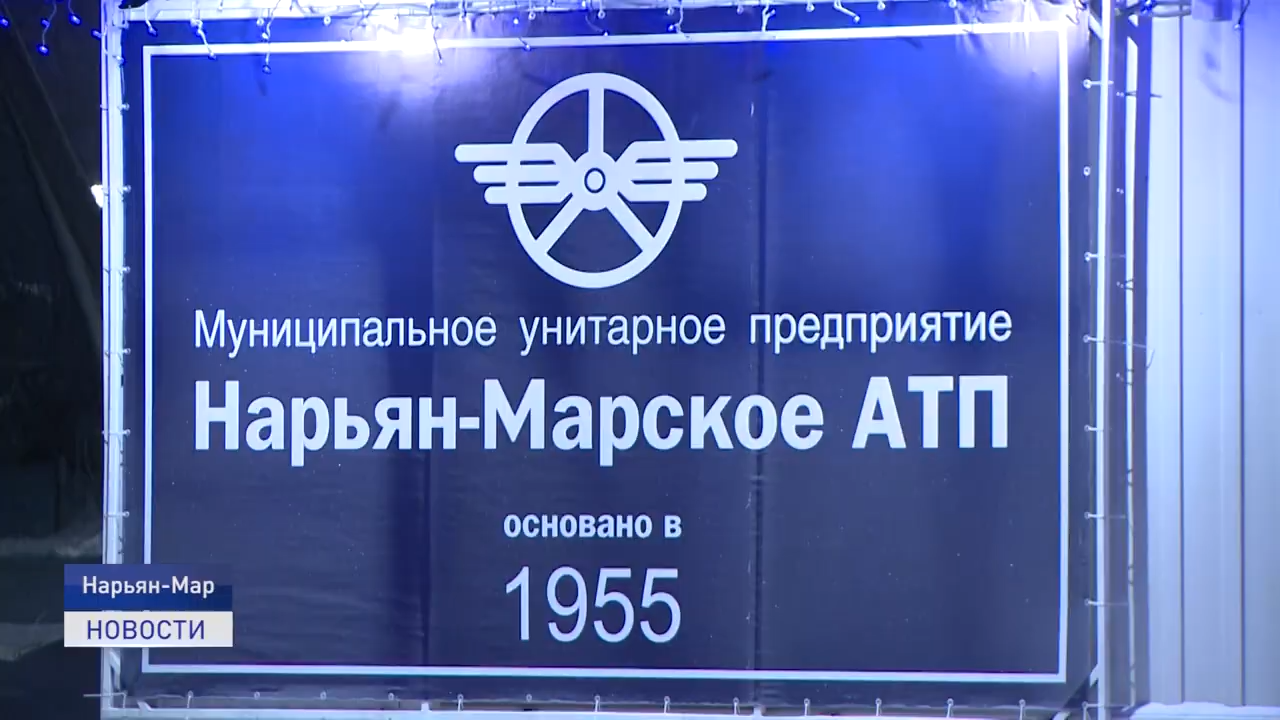 Муниципальное унитарное предприятие
Нарьян-Марское АТП
основано в
1955
Нарьян-Мар
НОВОСТИ